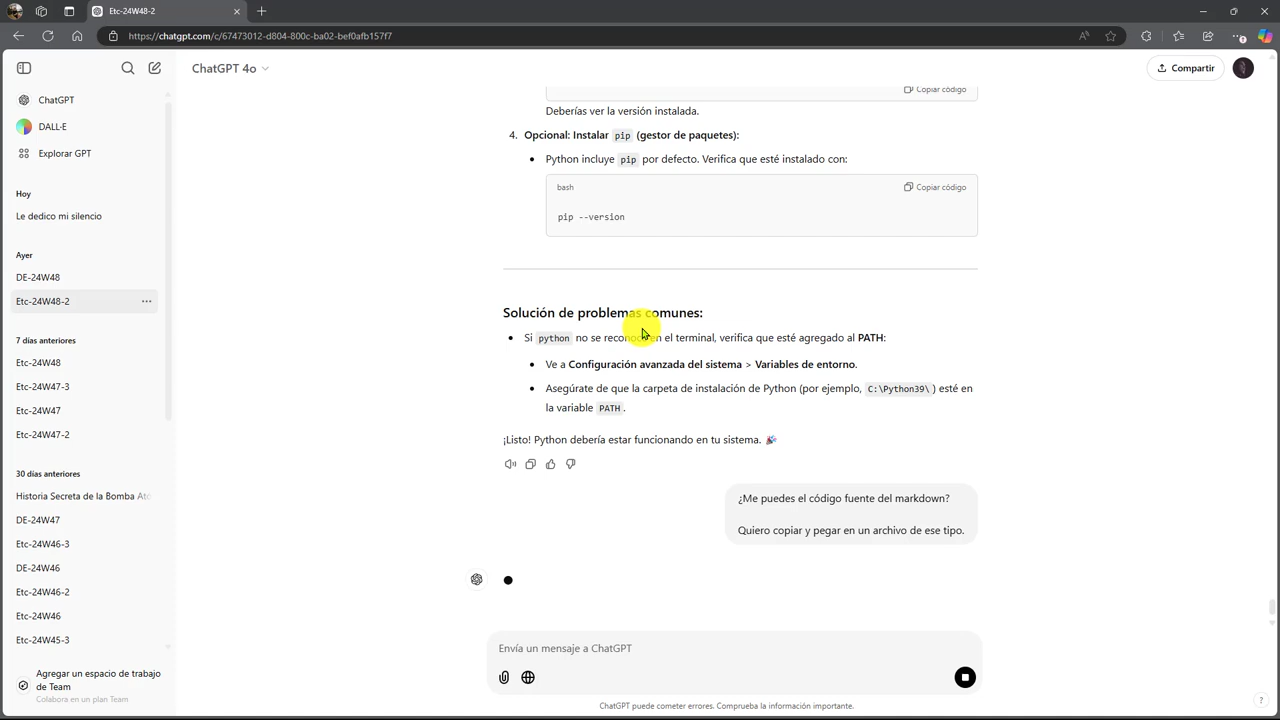 Etc-24W48-2
https://chatgpt.com/c/67473012-d804-800c-ba02-bef0afb157f7
ChatGPT 4o
Compartir
ChatGPT
DALL-E
Explorar GPT
Hoy
Le dedico mi silencio
Ayer
DE-24W48
Etc-24W48-2
7 días anteriores
Etc-24W48
Etc-24W47-3
Etc-24W47
Etc-24W47-2
30 días anteriores
Historia Secreta de la Bomba Ató
DE-24W47
Etc-24W46-3
DE-24W46
Etc-24W46-2
Etc-24W46
Etc-24W45-3
Agregar un espacio de trabajo
de Team
Colabora en un plan Team
Copiar código
Deberías ver la versión instalada.
4. Opcional: Instalar pip (gestor de paquetes):
Python incluye pip por defecto. Verifica que esté instalado con:
bash
Copiar código
pip --version
Solución de problemas comunes:
Si python no se reconoce en el terminal, verifica que esté agregado al PATH:
Ve a Configuración avanzada del sistema > Variables de entorno.
Asegúrate de que la carpeta de instalación de Python (por ejemplo, C:\Python39\) esté en
la variable PATH.
¡Listo! Python debería estar funcionando en tu sistema. 🎉
¿Me puedes el código fuente del markdown?
Quiero copiar y pegar en un archivo de ese tipo.
Envía un mensaje a ChatGPT
ChatGPT puede cometer errores. Comprueba la información importante.
?